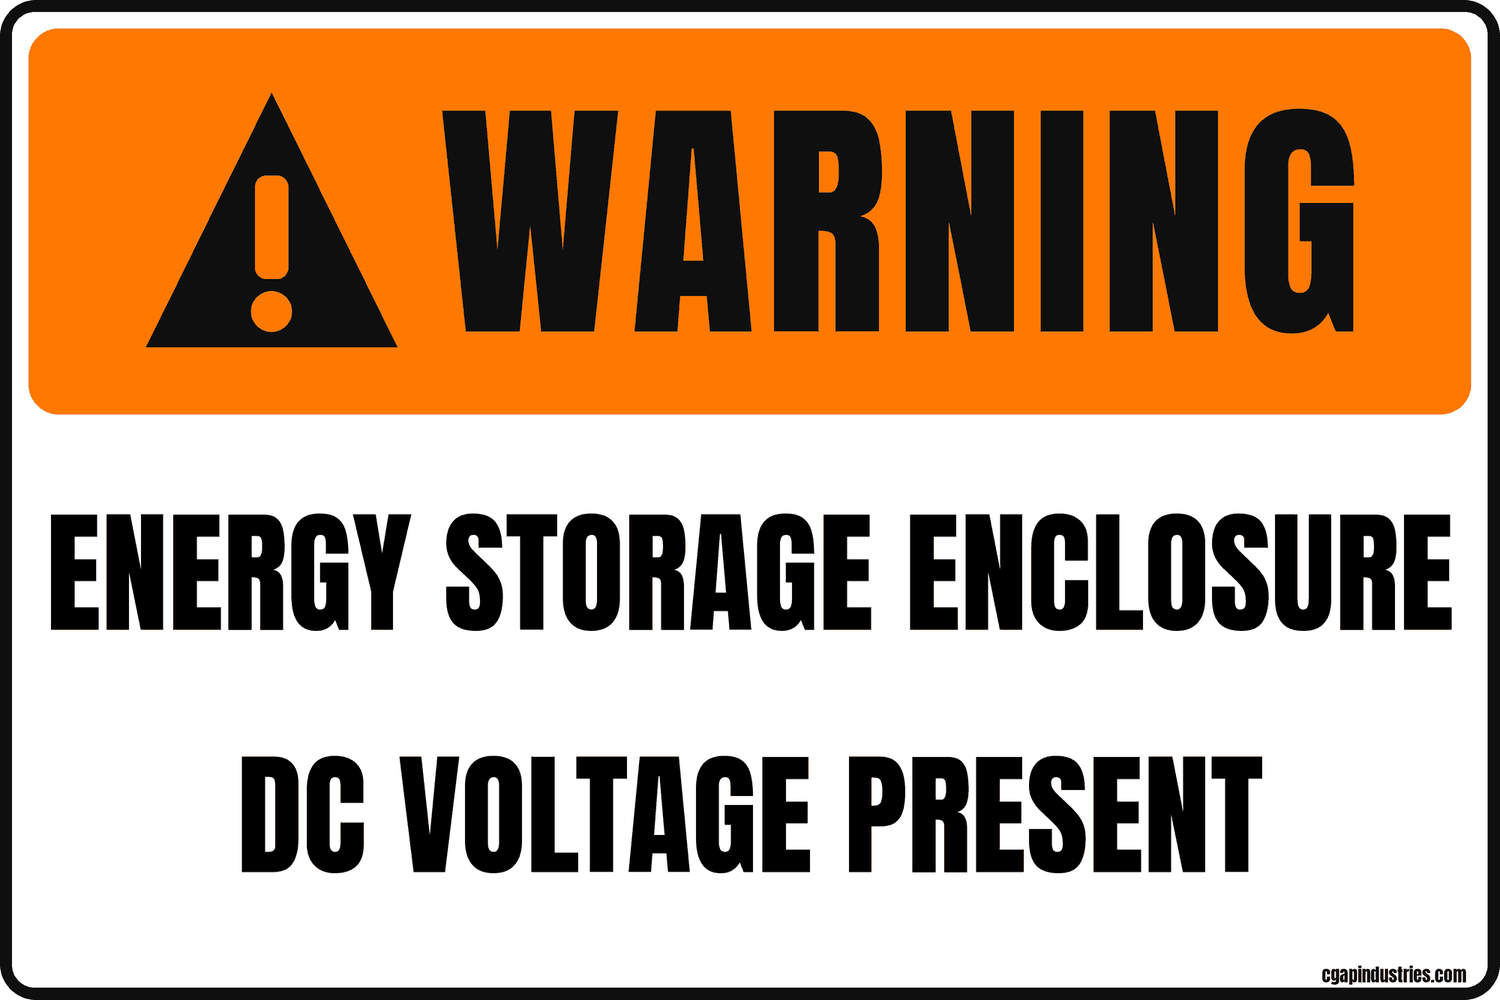 WARNING
ENERGY STORAGE ENCLOSURE
DC VOLTAGE PRESENT
cgapindustries.com